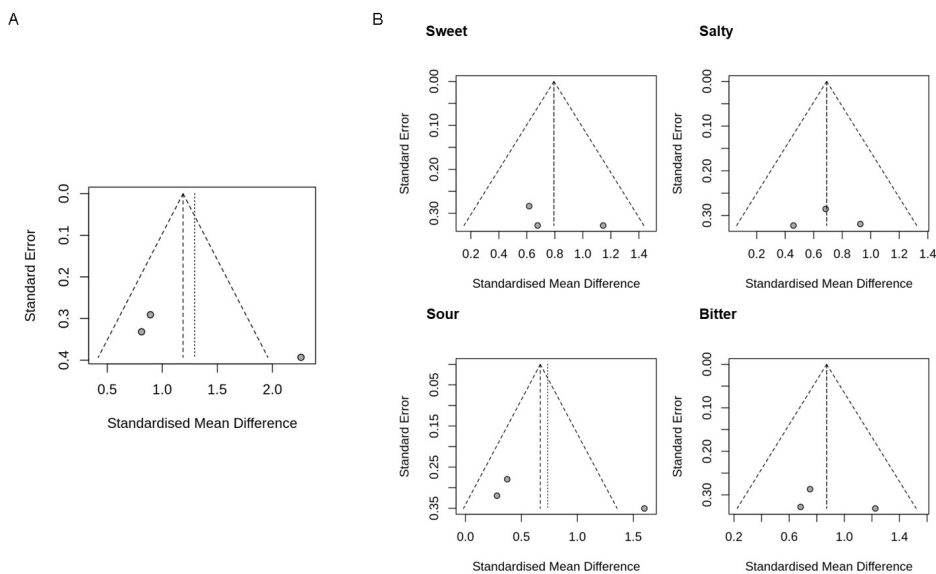 A
B
Sweet
Salty
Standard Error
0.0
0.1
0.2
0.3
0.4
0.5 1.0 1.5 2.0
Standardised Mean Difference
Standard Error
0.00
0.10
0.20
0.30
0.2 0.4 0.6 0.8 1.0 1.2 1.4
Standardised Mean Difference
Standard Error
0.00
0.10
0.20
0.30
0.2 0.4 0.6 0.8 1.0 1.2 1.4
Standardised Mean Difference
Sour
Bitter
Standard Error
0.05
0.15
0.25
0.35
0.0 0.5 1.0 1.5
Standardised Mean Difference
Standard Error
0.00
0.10
0.20
0.30
0.2 0.6 1.0 1.4
Standardised Mean Difference